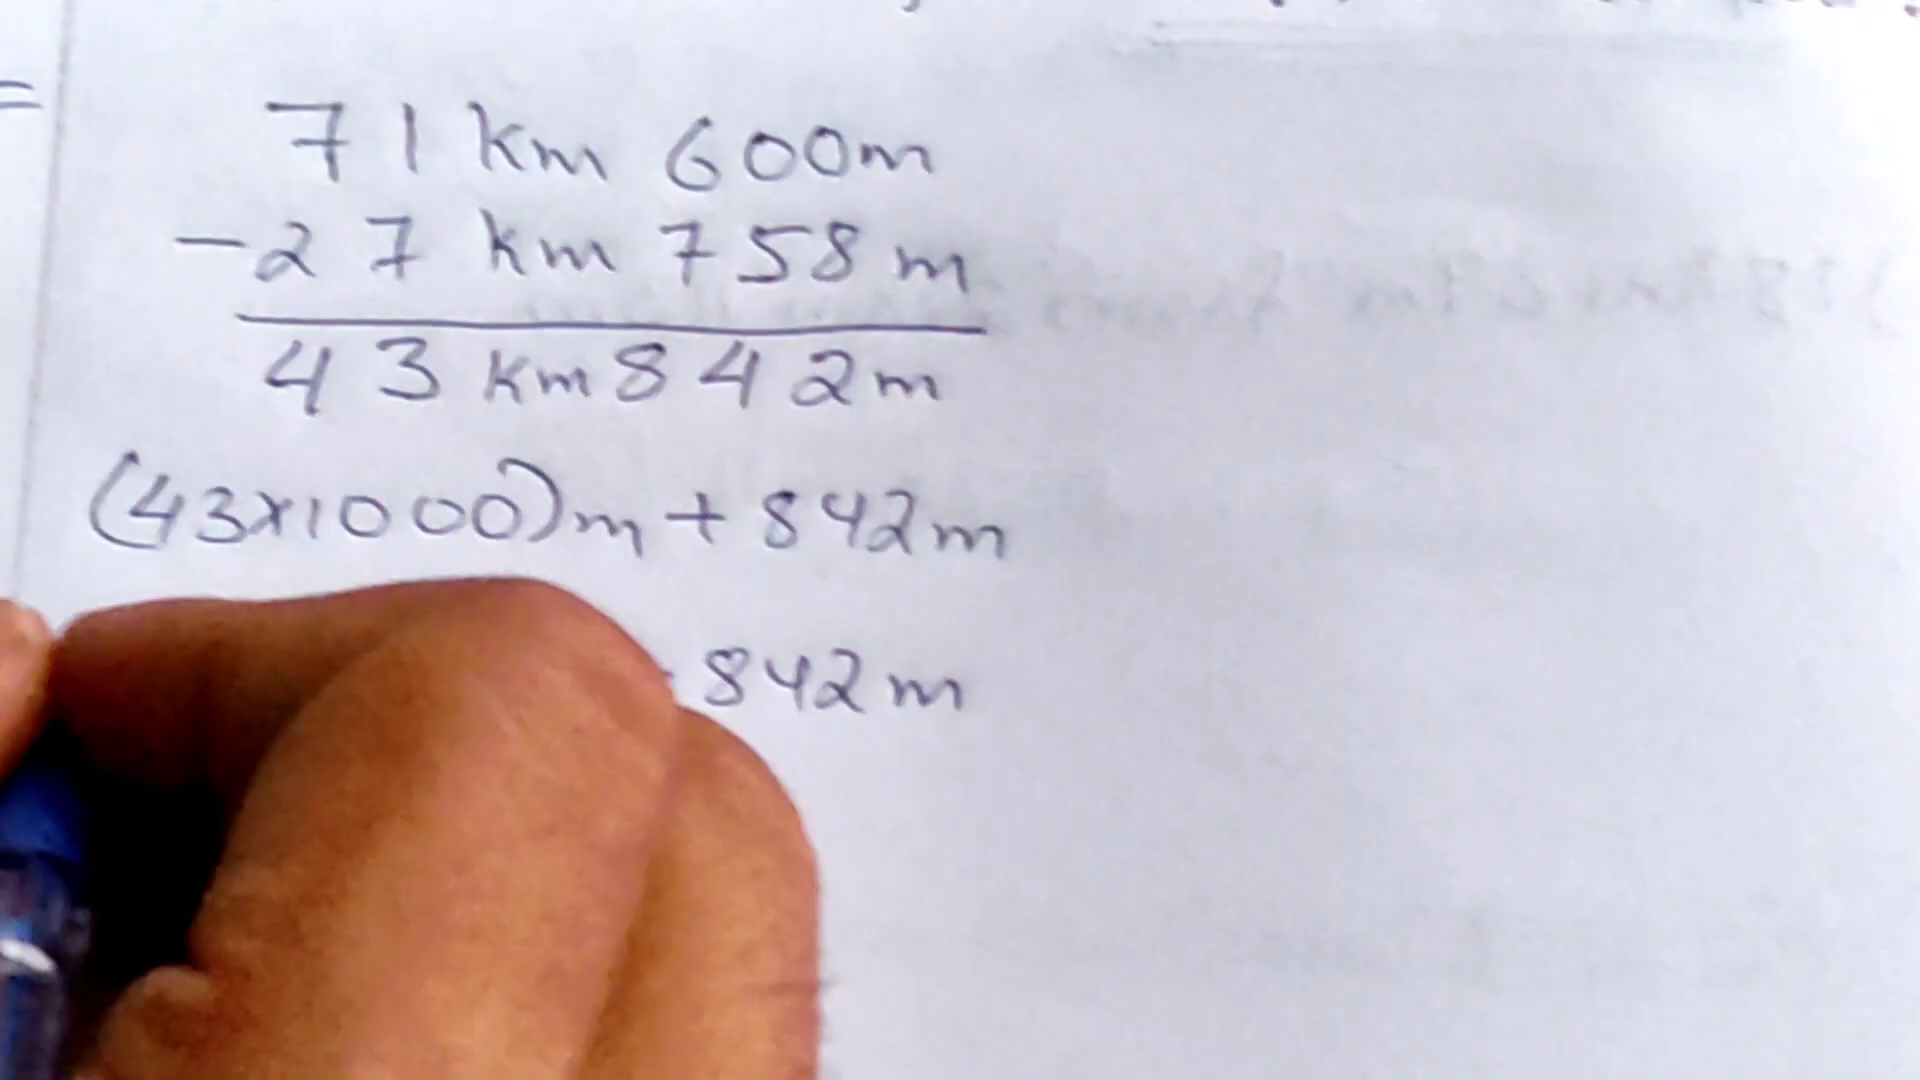 =
71 km 600m
-27 km 758 m
43 km 842m
(43x1000)m + 842m
842m